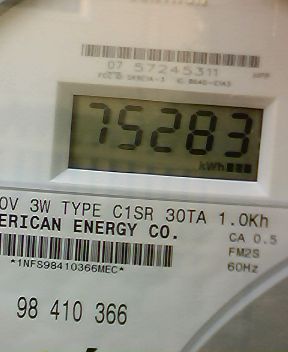 07 57245311
75283
kWh
0V 3W TYPE C1SR 30TA 1.0Kh
ERICAN ENERGY CO.
CA 0.5
FM2S
60Hz
*1NFS98410366MEC*
98 410 366